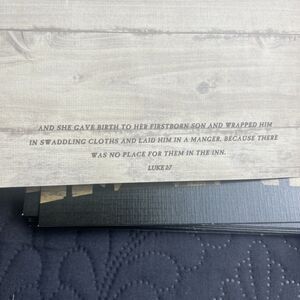 AND SHE GAVE BIRTH TO HER FIRSTBORN SON AND WRAPPED HIM
IN SWADDLING CLOTHS AND LAID HIM IN A MANGER, BECAUSE THERE
WAS NO PLACE FOR THEM IN THE INN.
LUKE 2:7